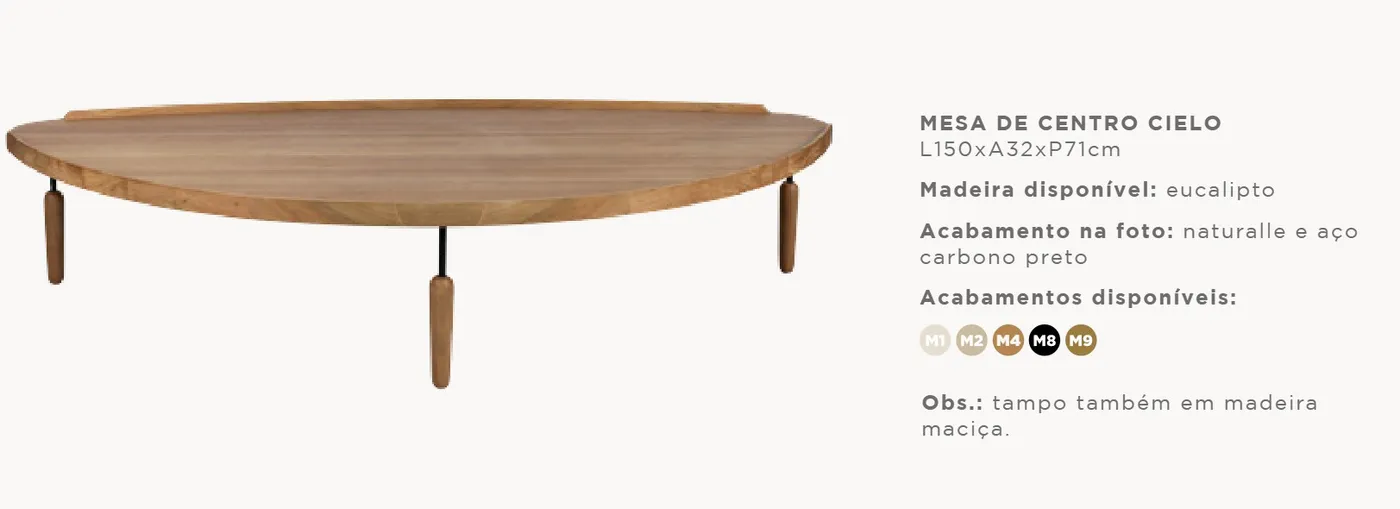 MESA DE CENTRO CIELO
L150xA32xP71cm
Madeira disponível: eucalipto
Acabamento na foto: naturalle e aço
carbono preto
Acabamentos disponíveis:
M1 M2 M4 M8 M9
Obs.: tampo também em madeira
maciça.